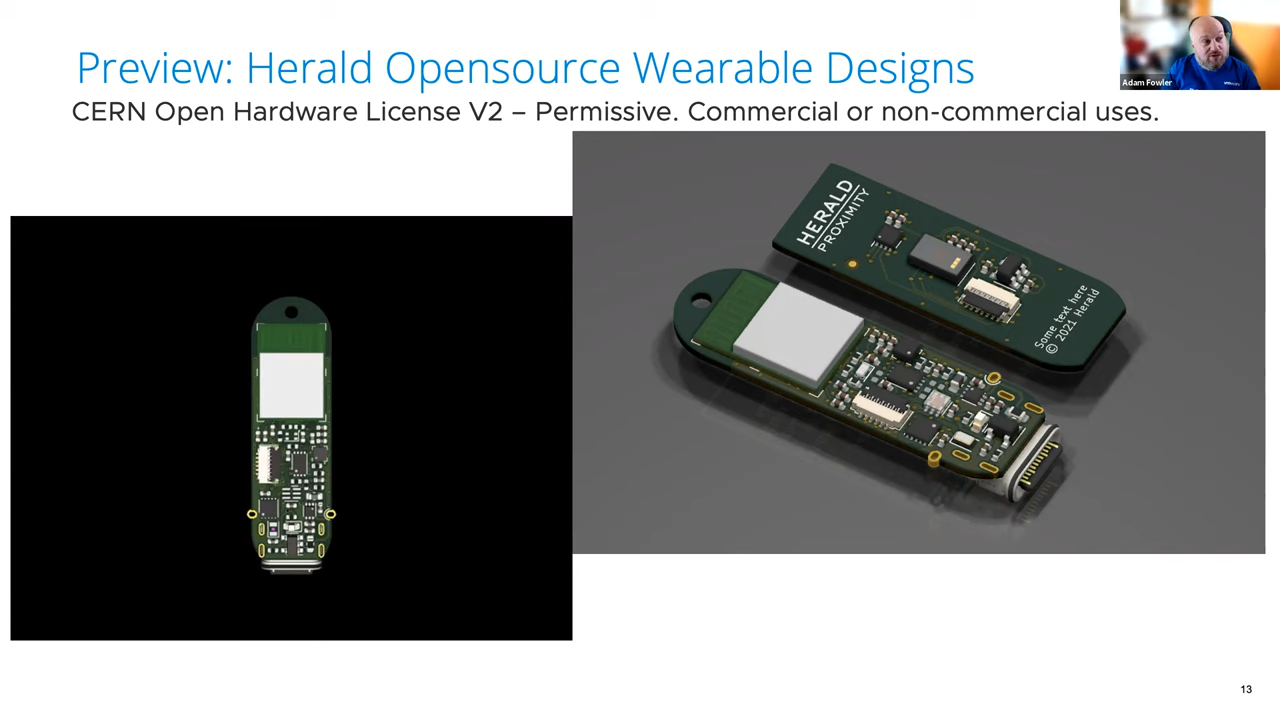 Preview: Herald Opensource Wearable Designs
CERN Open Hardware License V2 – Permissive. Commercial or non-commercial uses.
Adam Fowler
HERALD
PROXIMITY
Some text here
© 2021 Herald
13